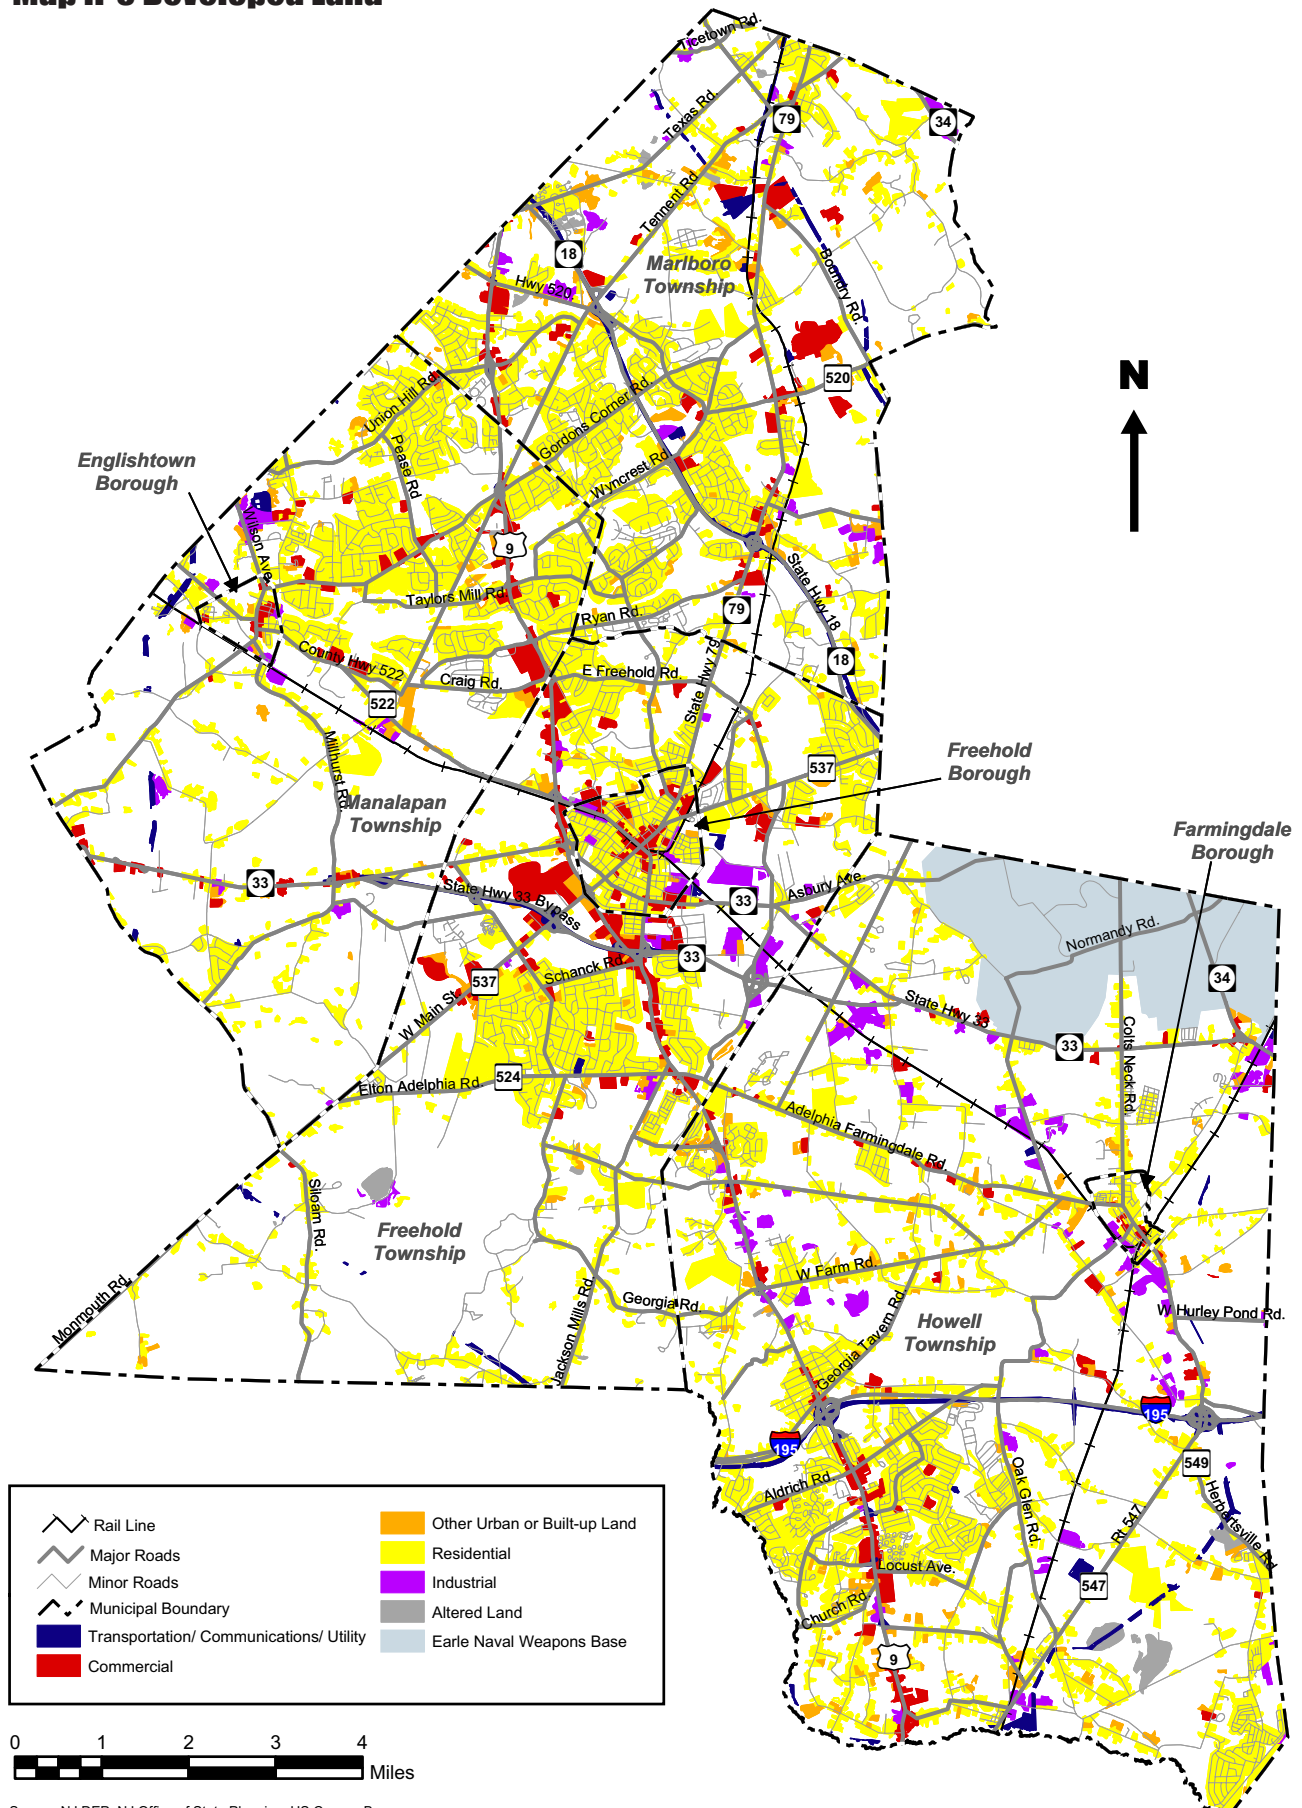 Ticetown Rd.
79
34
Texas Rd.
Tennent Rd
18
Marlboro
Township
Boundry Rd.
Hwy 520
520
N
Union Hill Rd
Gordons Corner Rd.
Pease Rd
Wyncrest Rd
Englishtown
Borough
Wilson Ave.
9
State Hwy 18
Taylors Mill Rd.
79
Ryan Rd.
18
County Hwy 522
Craig Rd.
E Freehold Rd.
State Hwy 79
522
Millhurst Rd.
Freehold
Borough
537
Manalapan
Township
Farmingdale
Borough
33
State Hwy 33 Bypass
33
Asbury Ave.
Normandy Rd.
34
537
Schanck Rd.
33
W Main St.
State Hwy 33
33
Colts Neck Rd.
Elton Adelphia Rd.
524
Adelphia Farmingdale Rd.
Siloam Rd.
Freehold
Township
W Farm Rd.
Monmouth Rd.
Georgia Rd.
Jackson Mills Rd.
Georgia Tavern Rd.
Howell
Township
W Hurley Pond Rd.
195
195
549
Aldrich Rd.
Oak Glen Rd.
Herbertsville Rd
Rt 547
Locust Ave.
547
Church Rd.
9
Rail Line
Major Roads
Minor Roads
Municipal Boundary
Transportation/ Communications/ Utility
Commercial
Other Urban or Built-up Land
Residential
Industrial
Altered Land
Earle Naval Weapons Base
0 1 2 3 4
Miles